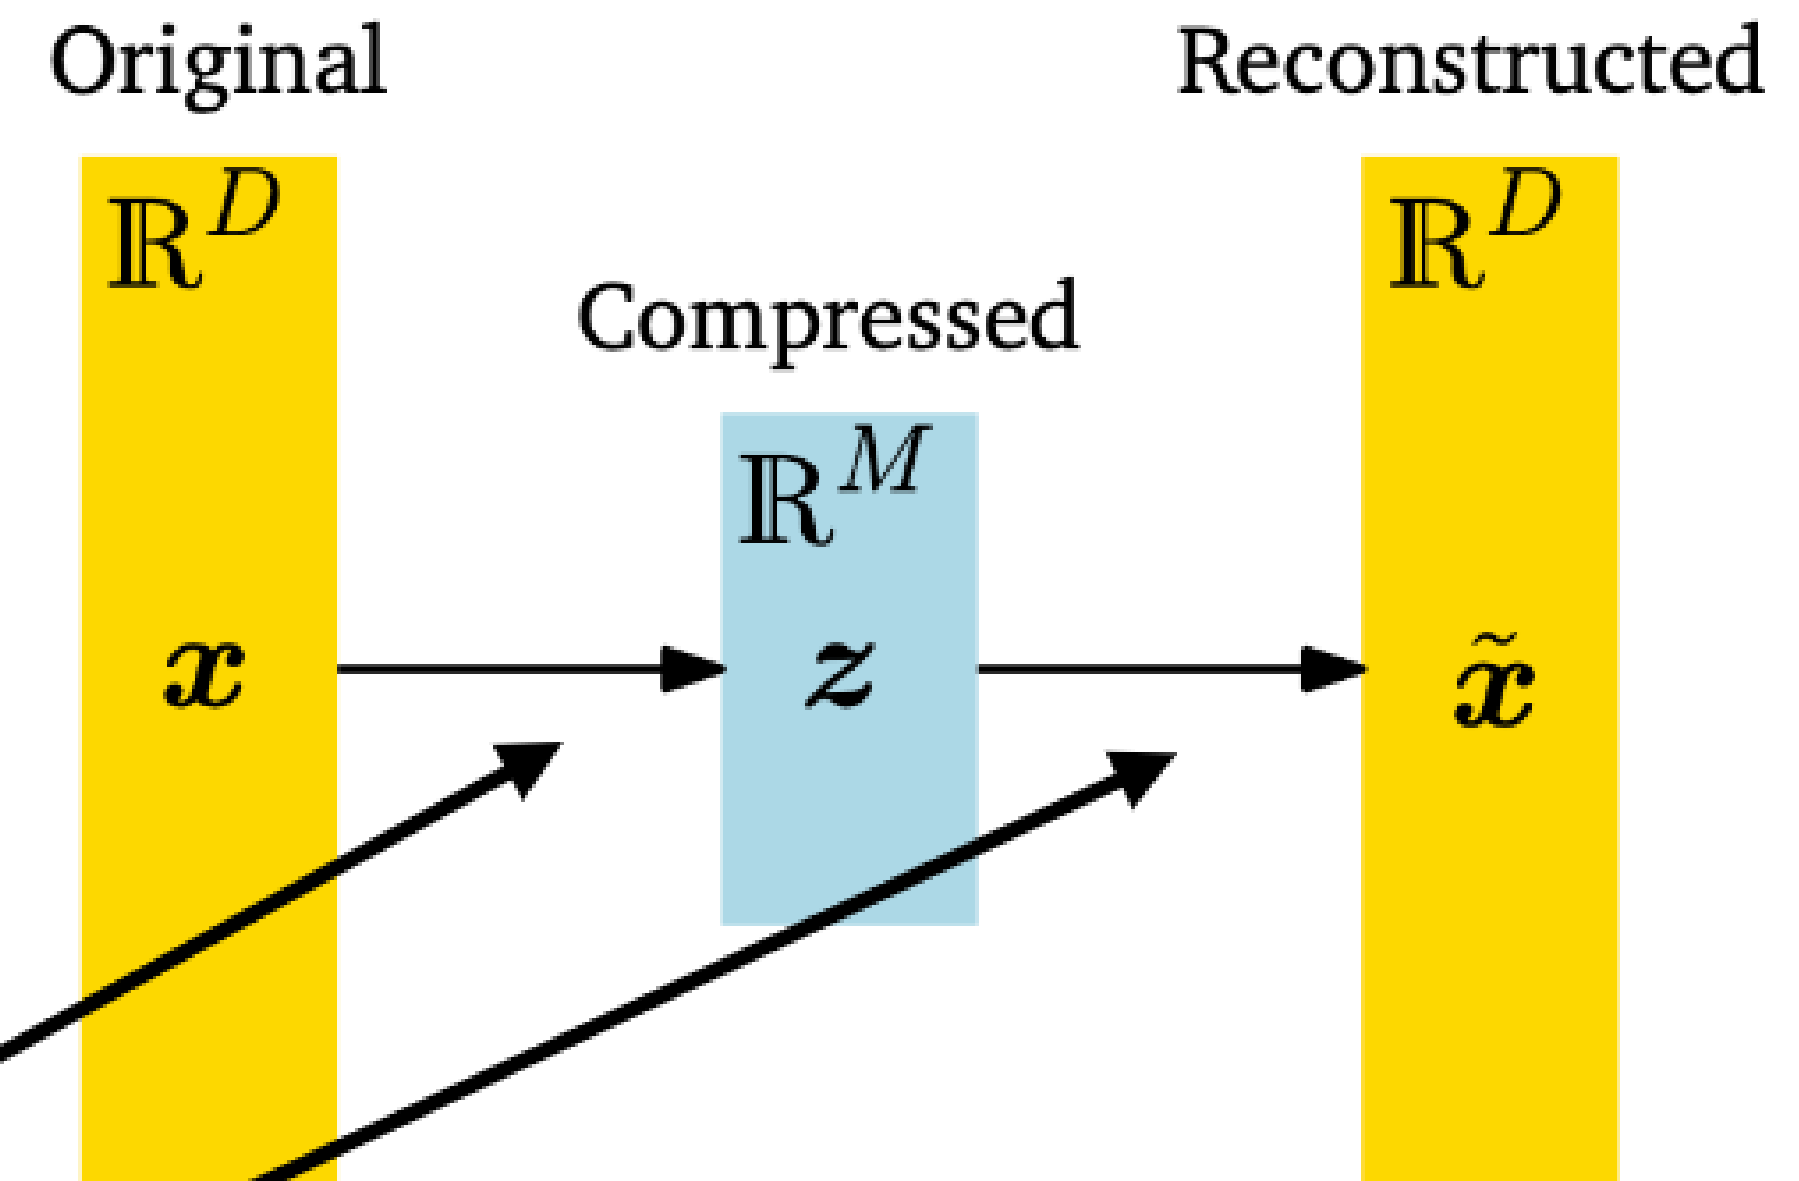 Original
Reconstructed
ℝ^D
ℝ^D
Compressed
ℝ^M
x
z
x̃